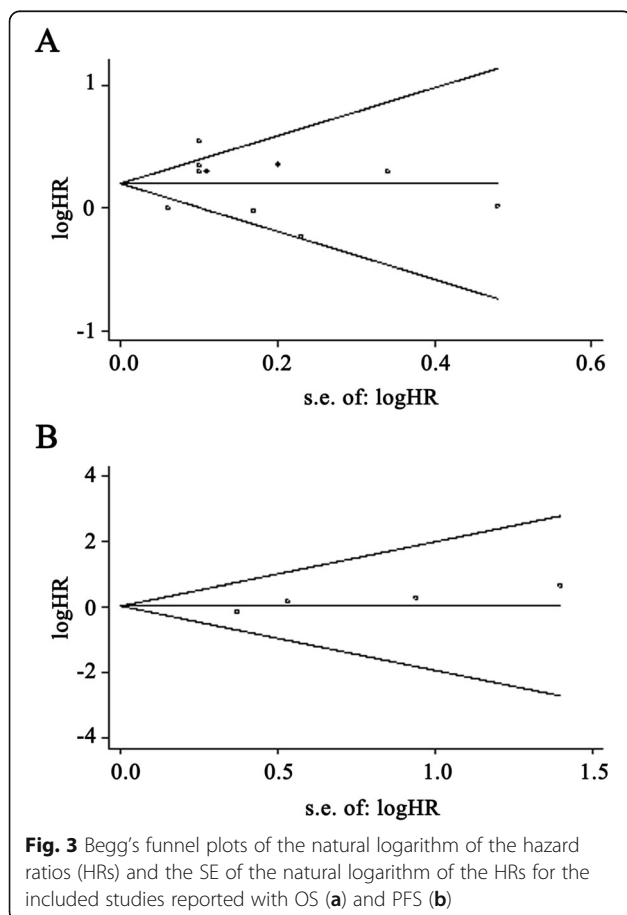 A
1
0
-1
logHR
0.0 0.2 0.4 0.6
s.e. of: logHR
B
4
2
0
-2
-4
logHR
0.0 0.5 1.0 1.5
s.e. of: logHR
Fig. 3 Begg's funnel plots of the natural logarithm of the hazard
ratios (HRs) and the SE of the natural logarithm of the HRs for the
included studies reported with OS (a) and PFS (b)